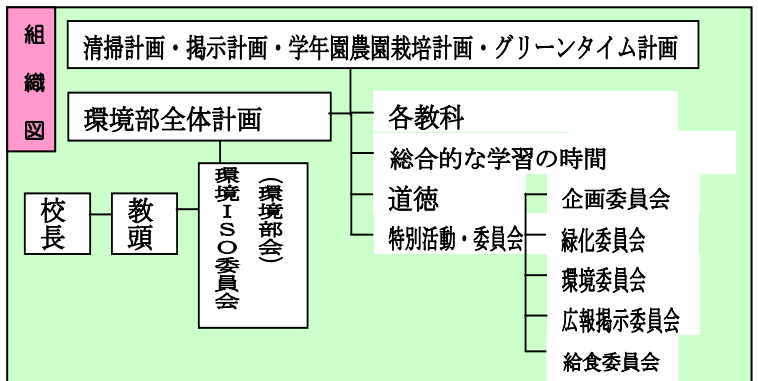 組織図
清掃計画・掲示計画・学年園農園栽培計画・グリーンタイム計画
環境部全体計画
各教科
総合的な学習の時間
道徳
特別活動・委員会
企画委員会
緑化委員会
環境委員会
広報掲示委員会
給食委員会
校長
教頭
（環境部会）
環境ＩＳＯ委員会